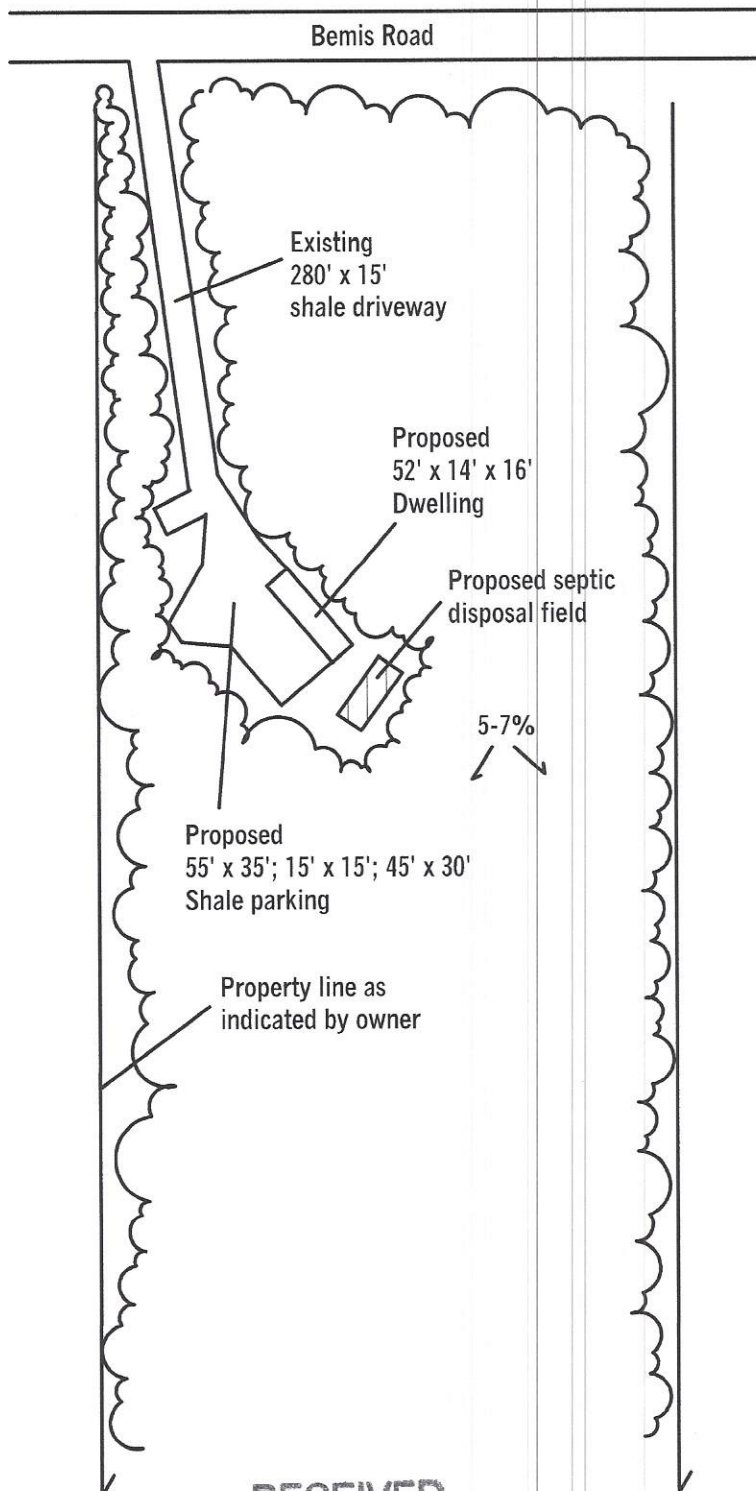 Bemis Road
Existing
280' x 15'
shale driveway
Proposed
52' x 14' x 16'
Dwelling
Proposed septic
disposal field
5-7%
Proposed
55' x 35'; 15' x 15'; 45' x 30'
Shale parking
Property line as
indicated by owner
RECEIVED